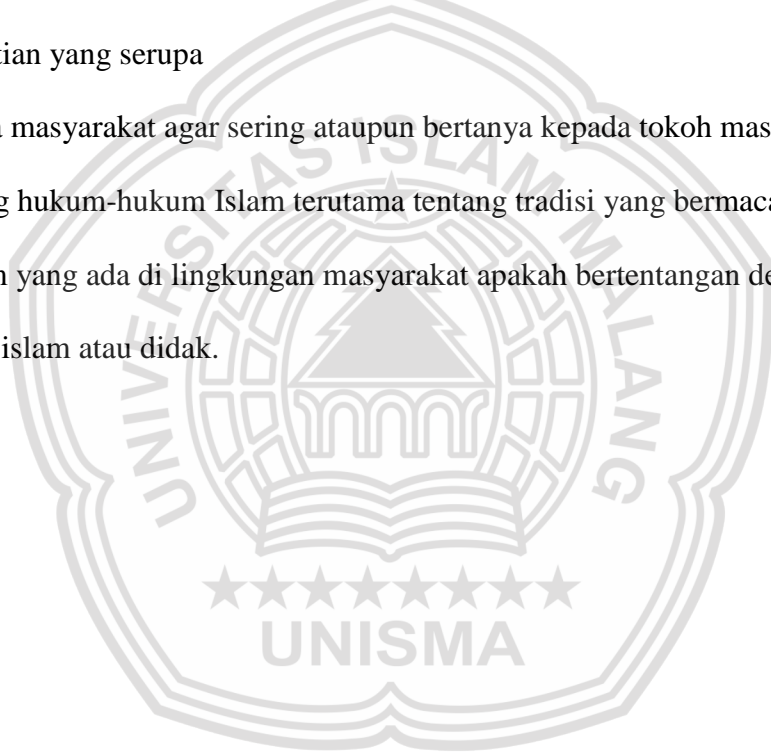 tian yang serupa
masyarakat agar sering ataupun bertanya kepada tokoh mas
hukum-hukum Islam terutama tentang tradisi yang bermaca
yang ada di lingkungan masyarakat apakah bertentangan de
islam atau didak.
UNIVERSITAS ISLAM MALANG
UNISMA